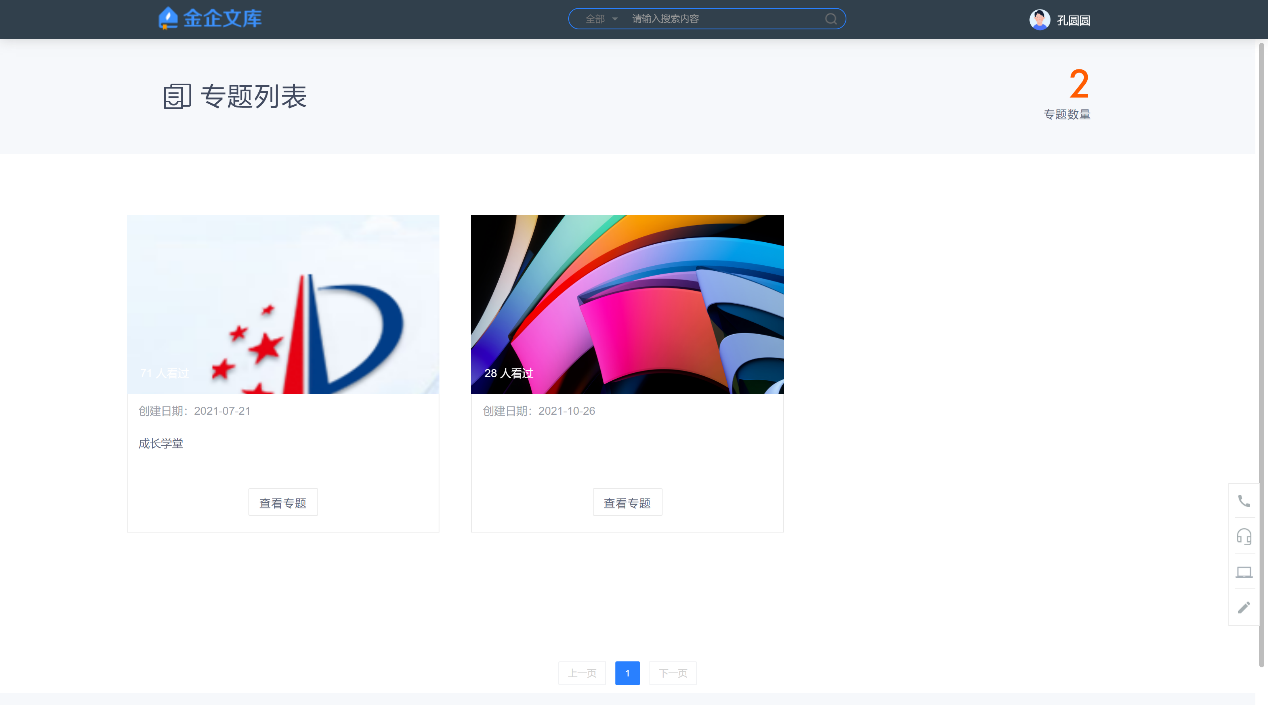 金企文库
全部
请输入搜索内容
孔圆圆
专题列表
2
专题数量
71 人看过
28 人看过
创建日期：2021-07-21
创建日期：2021-10-26
成长学堂
查看专题
查看专题
上一页
1
下一页